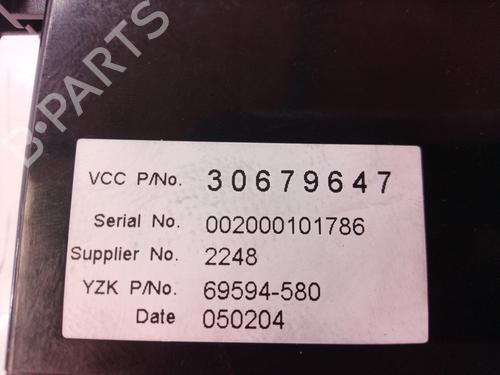 B-PARTS
VCC P/No. 30679647
Serial No. 002000101786
Supplier No. 2248
YZK P/No. 69594-580
Date 050204